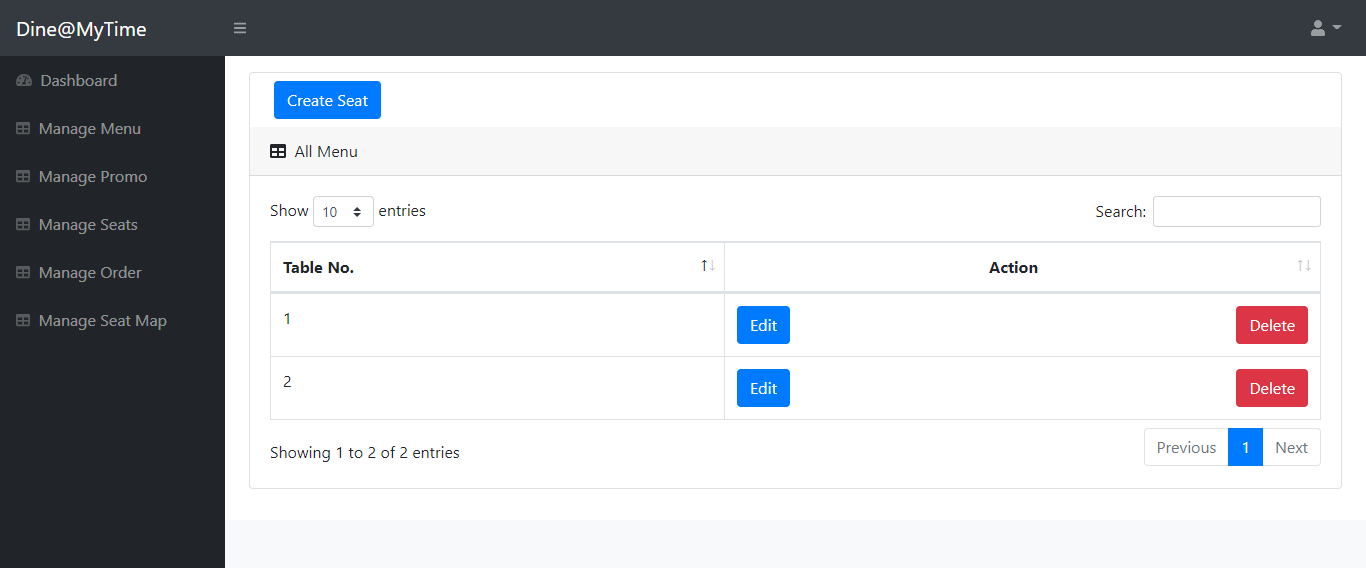 Dine@MyTime
Dashboard
Manage Menu
Manage Promo
Manage Seats
Manage Order
Manage Seat Map
Create Seat
All Menu
Show 10 entries
Search:
Table No. Action
1 Edit Delete
2 Edit Delete
Showing 1 to 2 of 2 entries
Previous 1 Next